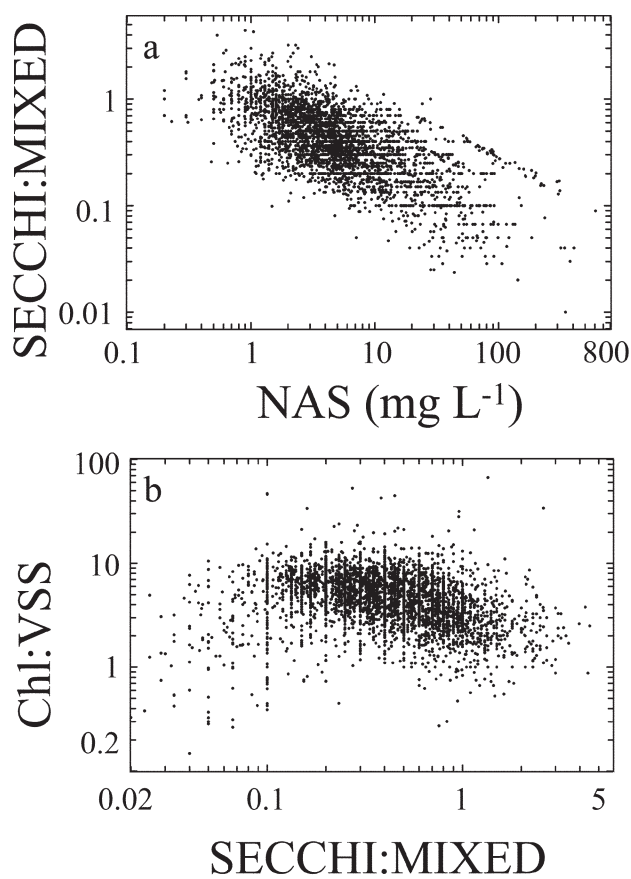 a
SECCHI:MIXED
1
0.1
0.01
0.1 1 10 100 800
NAS (mg L-1)
b
Chl:VSS
100
10
1
0.2
0.02 0.1 1 5
SECCHI:MIXED